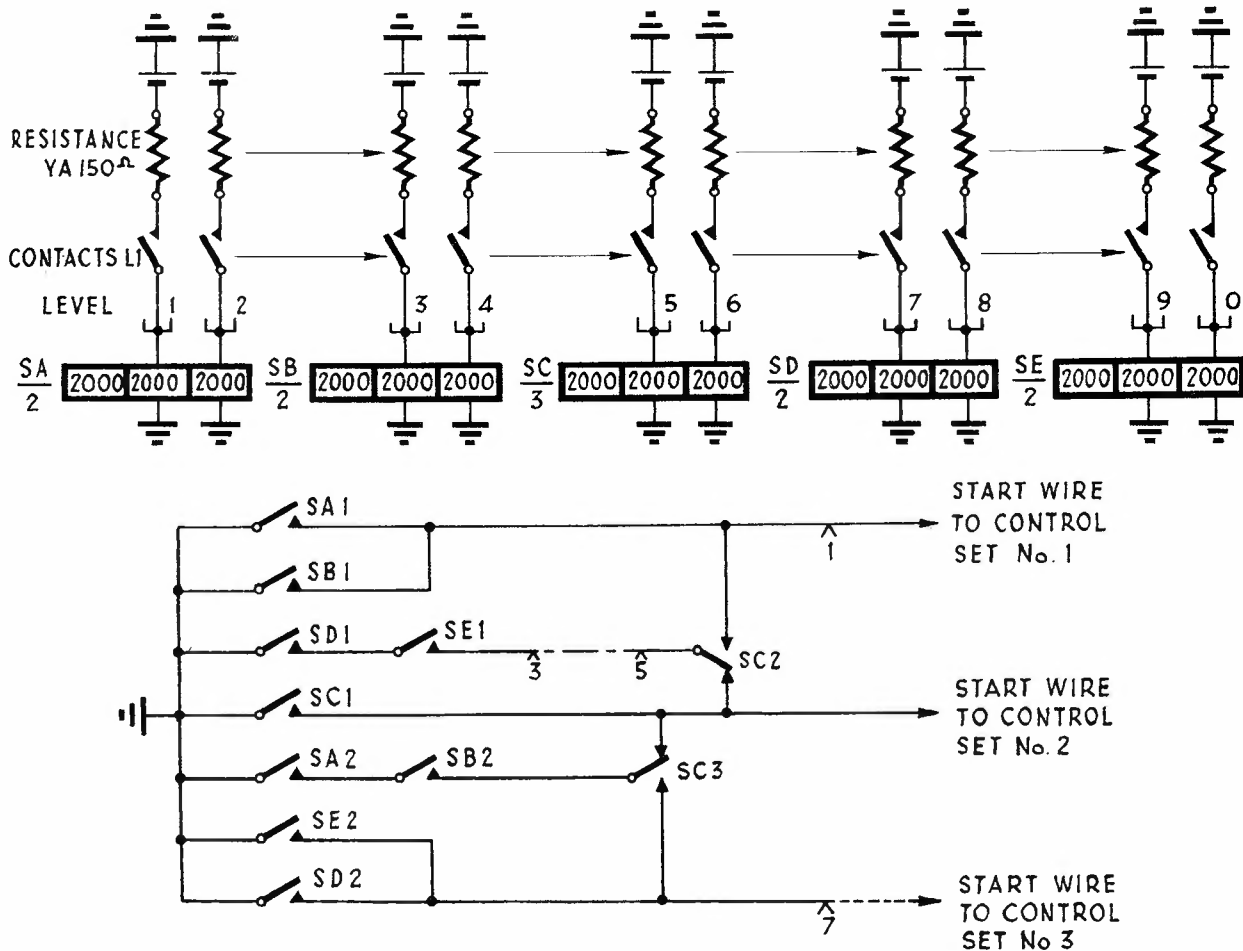 RESISTANCE
YA 150Ω
CONTACTS L1
LEVEL 1 2 3 4 5 6 7 8 9 0
SA/2 2000 2000 2000 SB/2 2000 2000 2000 SC/3 2000 2000 2000 SD/2 2000 2000 2000 SE/2 2000 2000 2000
SA1
START WIRE
TO CONTROL
SET No. 1
1
SB1
SD1 SE1
3 5
SC2
SC1
START WIRE
TO CONTROL
SET No. 2
SA2 SB2
SC3
SE2
SD2
START WIRE
TO CONTROL
SET No 3
7